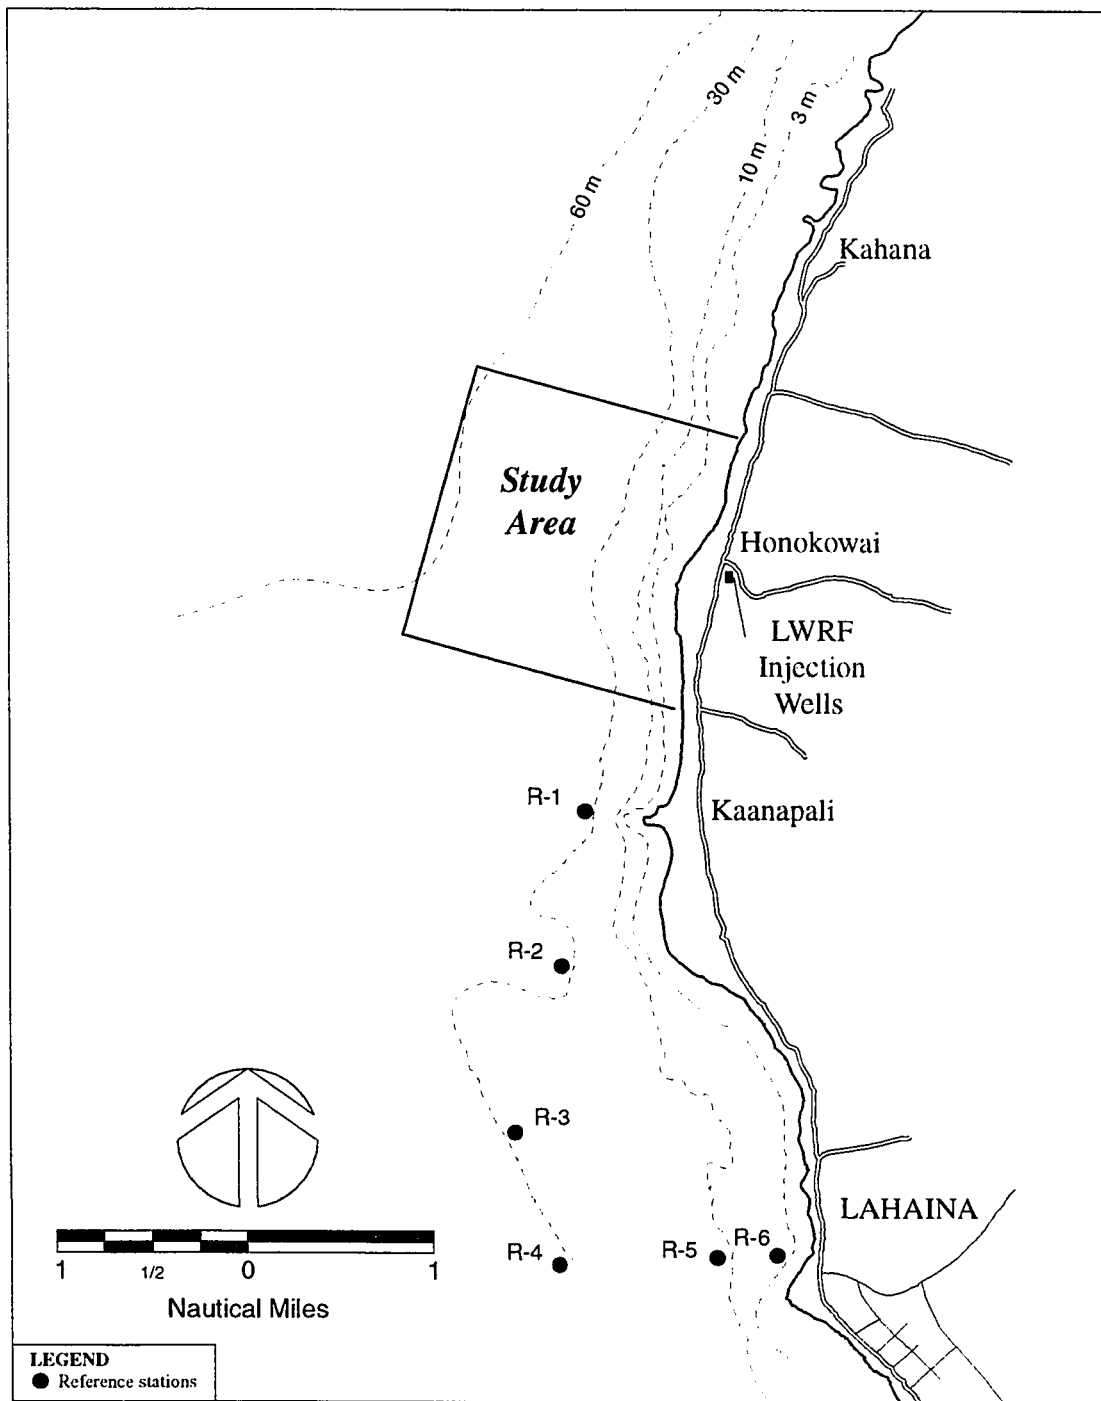 30 m
3 m
10 m
60 m
Kahana
Study
Area
Honokowai
LWRF
Injection
Wells
R-1
Kaanapali
R-2
R-3
LAHAINA
R-4
R-5
R-6
1
1/2
0
1
Nautical Miles
LEGEND
Reference stations